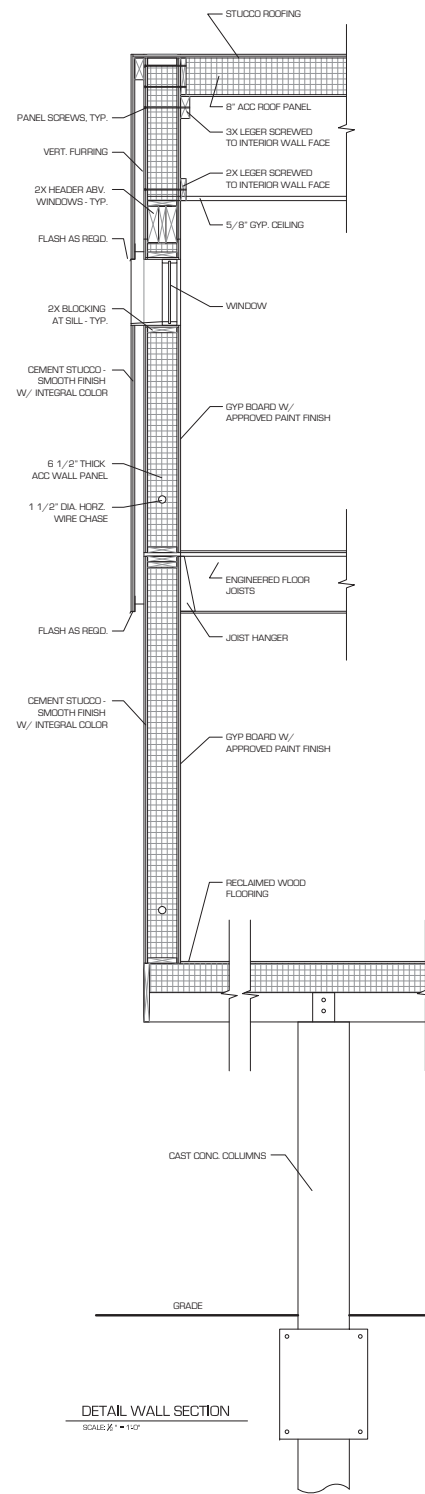 STUCCO ROOFING
8" ACC ROOF PANEL
PANEL SCREWS, TYP.
3X LEGER SCREWED
TO INTERIOR WALL FACE
VERT. FURRING
2X LEGER SCREWED
TO INTERIOR WALL FACE
2X HEADER ABV.
WINDOWS - TYP.
5/8" GYP. CEILING
FLASH AS REQD.
WINDOW
2X BLOCKING
AT SILL - TYP.
CEMENT STUCCO -
SMOOTH FINISH
W/ INTEGRAL COLOR
GYP BOARD W/
APPROVED PAINT FINISH
6 1/2" THICK
ACC WALL PANEL
1 1/2" DIA. HORZ.
WIRE CHASE
ENGINEERED FLOOR
JOISTS
FLASH AS REQD.
JOIST HANGER
CEMENT STUCCO -
SMOOTH FINISH
W/ INTEGRAL COLOR
GYP BOARD W/
APPROVED PAINT FINISH
RECLAIMED WOOD
FLOORING
CAST CONC. COLUMNS
GRADE
DETAIL WALL SECTION
SCALE: " = 1'-0"